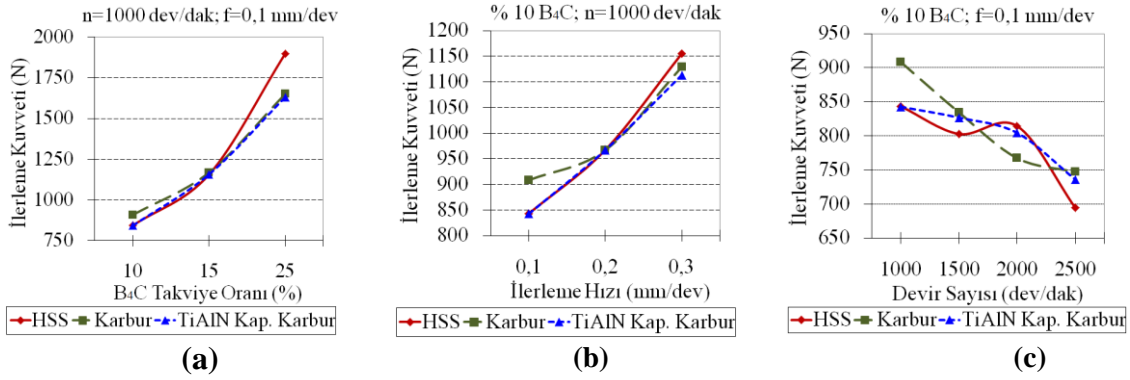 n=1000 dev/dak; f=0,1 mm/dev
İlerleme Kuvveti (N)
2000
1750
1500
1250
1000
750
10 15 25
B₄C Takviye Oranı (%)
HSS Karbur TiAlN Kap. Karbur
(a)
% 10 B₄C; n=1000 dev/dak
İlerleme Kuvveti (N)
1200
1150
1100
1050
1000
950
900
850
800
0,1 0,2 0,3
İlerleme Hızı (mm/dev)
HSS Karbur TiAlN Kap. Karbur
(b)
% 10 B₄C; f=0,1 mm/dev
İlerleme Kuvveti (N)
950
900
850
800
750
700
650
1000 1500 2000 2500
Devir Sayısı (dev/dak)
HSS Karbur TiAlN Kap. Karbur
(c)